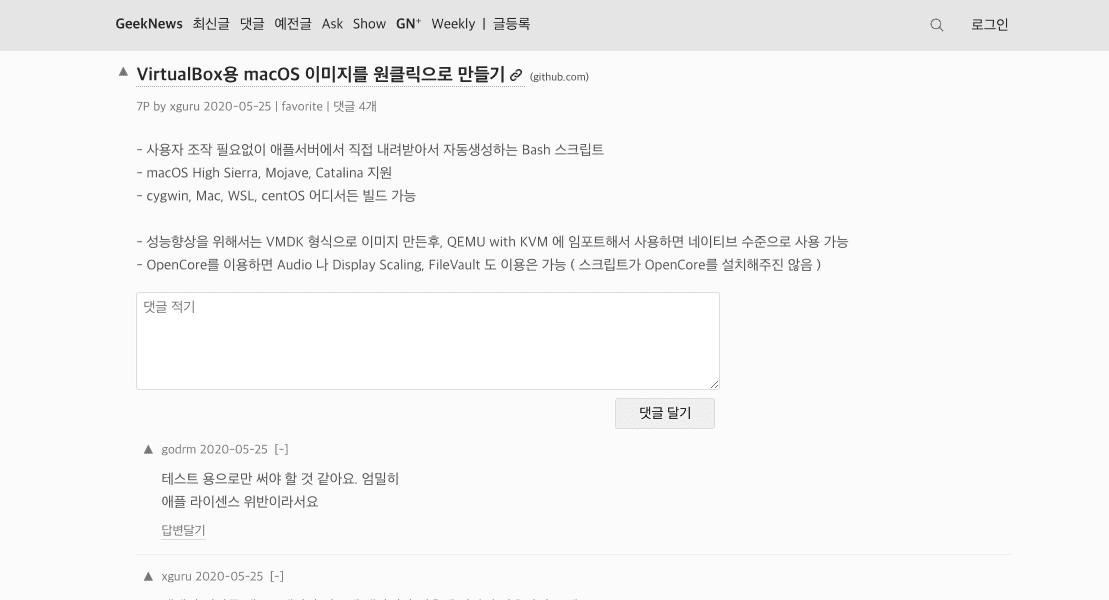 GeekNews 최신글 댓글 예전글 Ask Show GN⁺ Weekly | 글등록 로그인
▲ VirtualBox용 macOS 이미지를 원클릭으로 만들기 (github.com)
7P by xguru 2020-05-25 | favorite | 댓글 4개
- 사용자 조작 필요없이 애플서버에서 직접 내려받아서 자동생성하는 Bash 스크립트
- macOS High Sierra, Mojave, Catalina 지원
- cygwin, Mac, WSL, centOS 어디서든 빌드 가능
- 성능향상을 위해서는 VMDK 형식으로 이미지 만든후, QEMU with KVM 에 임포트해서 사용하면 네이티브 수준으로 사용 가능
- OpenCore를 이용하면 Audio 나 Display Scaling, FileVault 도 이용은 가능 ( 스크립트가 OpenCore를 설치해주진 않음 )
댓글 적기
댓글 달기
▲ godrm 2020-05-25 [-]
테스트 용으로만 써야 할 것 같아요. 엄밀히
애플 라이센스 위반이라서요
답변달기
▲ xguru 2020-05-25 [-]